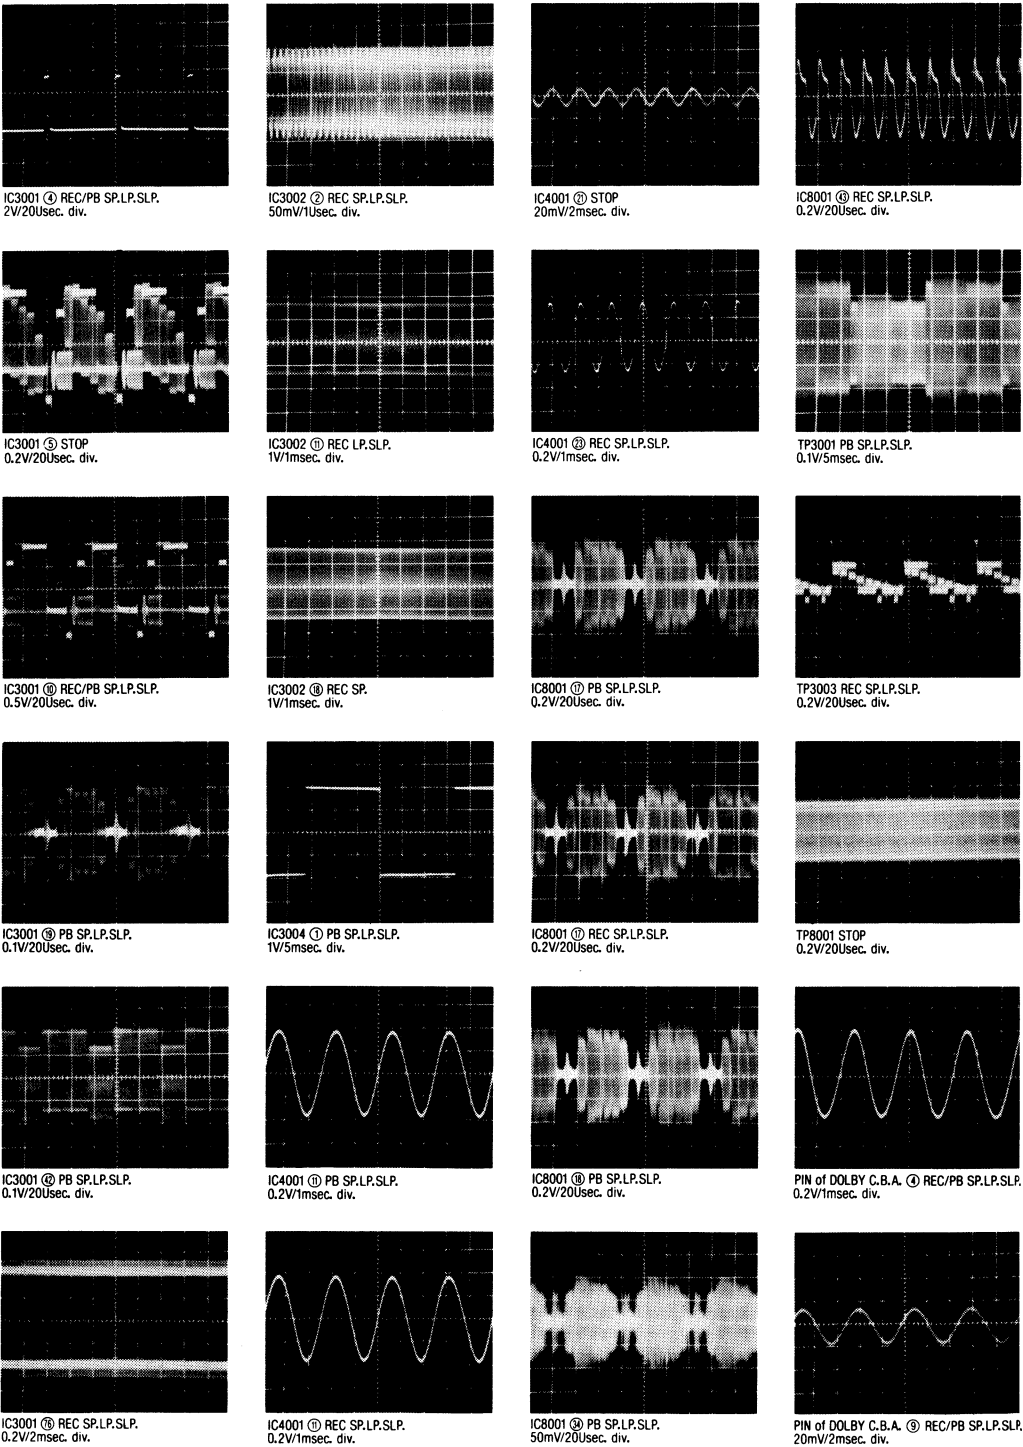 IC3001 ④ REC/PB SP.LP.SLP.
2V/20Usec. div.
IC3002 ② REC SP.LP.SLP.
50mV/1Usec. div.
IC4001 ㉑ STOP
20mV/2msec. div.
IC8001 ㊸ REC SP.LP.SLP.
0.2V/20Usec. div.
IC3001 ⑤ STOP
0.2V/20Usec. div.
IC3002 ⑪ REC LP.SLP.
1V/1msec. div.
IC4001 ㉓ REC SP.LP.SLP.
0.2V/1msec. div.
TP3001 PB SP.LP.SLP.
0.1V/5msec. div.
IC3001 ⑩ REC/PB SP.LP.SLP.
0.5V/20Usec. div.
IC3002 ⑱ REC SP.
1V/1msec. div.
IC8001 ⑰ PB SP.LP.SLP.
0.2V/20Usec. div.
TP3003 REC SP.LP.SLP.
0.2V/20Usec. div.
IC3001 ⑲ PB SP.LP.SLP.
0.1V/20Usec. div.
IC3004 ① PB SP.LP.SLP.
1V/5msec. div.
IC8001 ⑰ REC SP.LP.SLP.
0.2V/20Usec. div.
TP8001 STOP
0.2V/20Usec. div.
IC3001 ㊷ PB SP.LP.SLP.
0.1V/20Usec. div.
IC4001 ⑪ PB SP.LP.SLP.
0.2V/1msec. div.
IC8001 ⑱ PB SP.LP.SLP.
0.2V/20Usec. div.
PIN of DOLBY C.B.A. ④ REC/PB SP.LP.SLP.
0.2V/1msec. div.
IC3001 (76) REC SP.LP.SLP.
0.2V/2msec. div.
IC4001 ⑪ REC SP.LP.SLP.
0.2V/1msec. div.
IC8001 ㉞ PB SP.LP.SLP.
50mV/20Usec. div.
PIN of DOLBY C.B.A. ⑨ REC/PB SP.LP.SLP.
20mV/2msec. div.